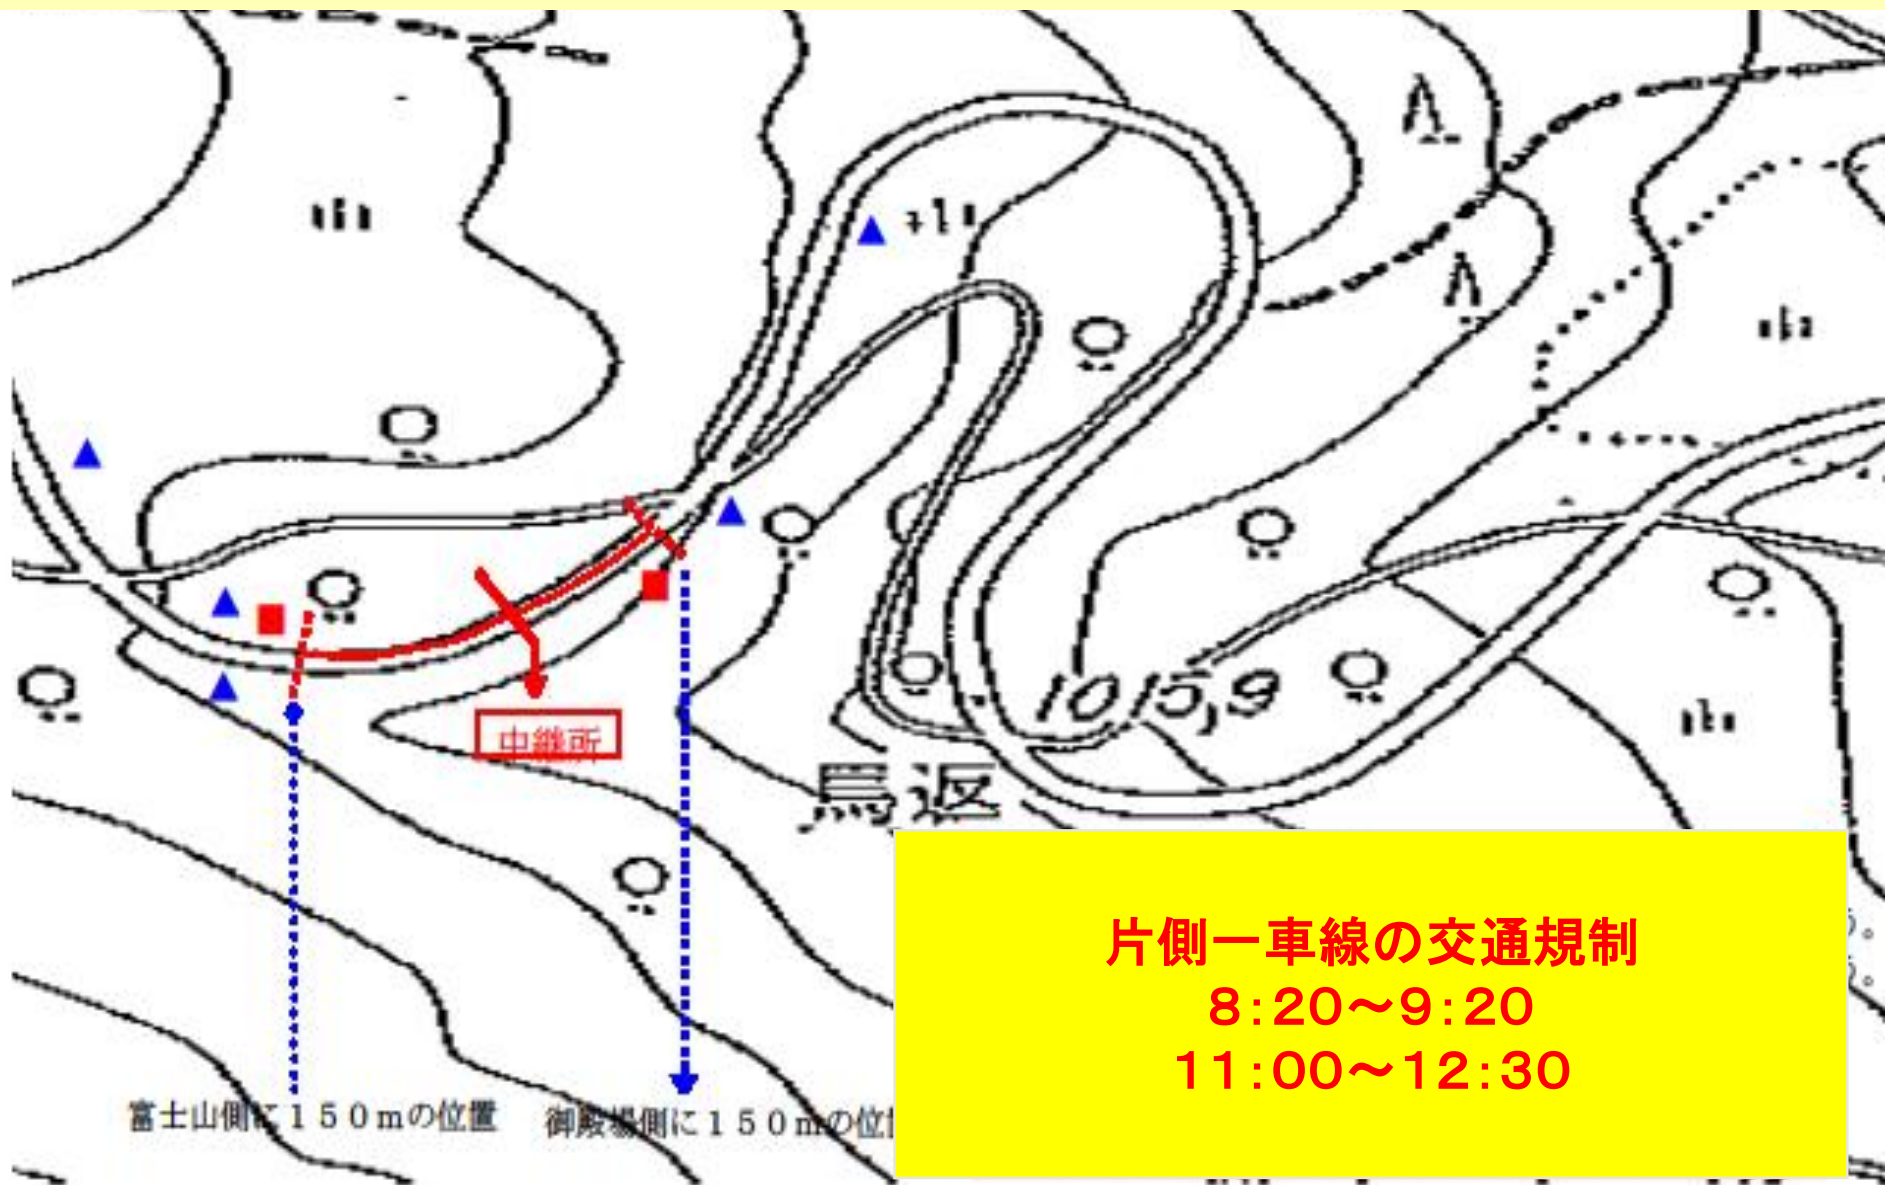 1015,9
中継所
馬返
片側一車線の交通規制
8:20～9:20
11:00～12:30
富士山側に１５０ｍの位置
御殿場側に１５０ｍの位